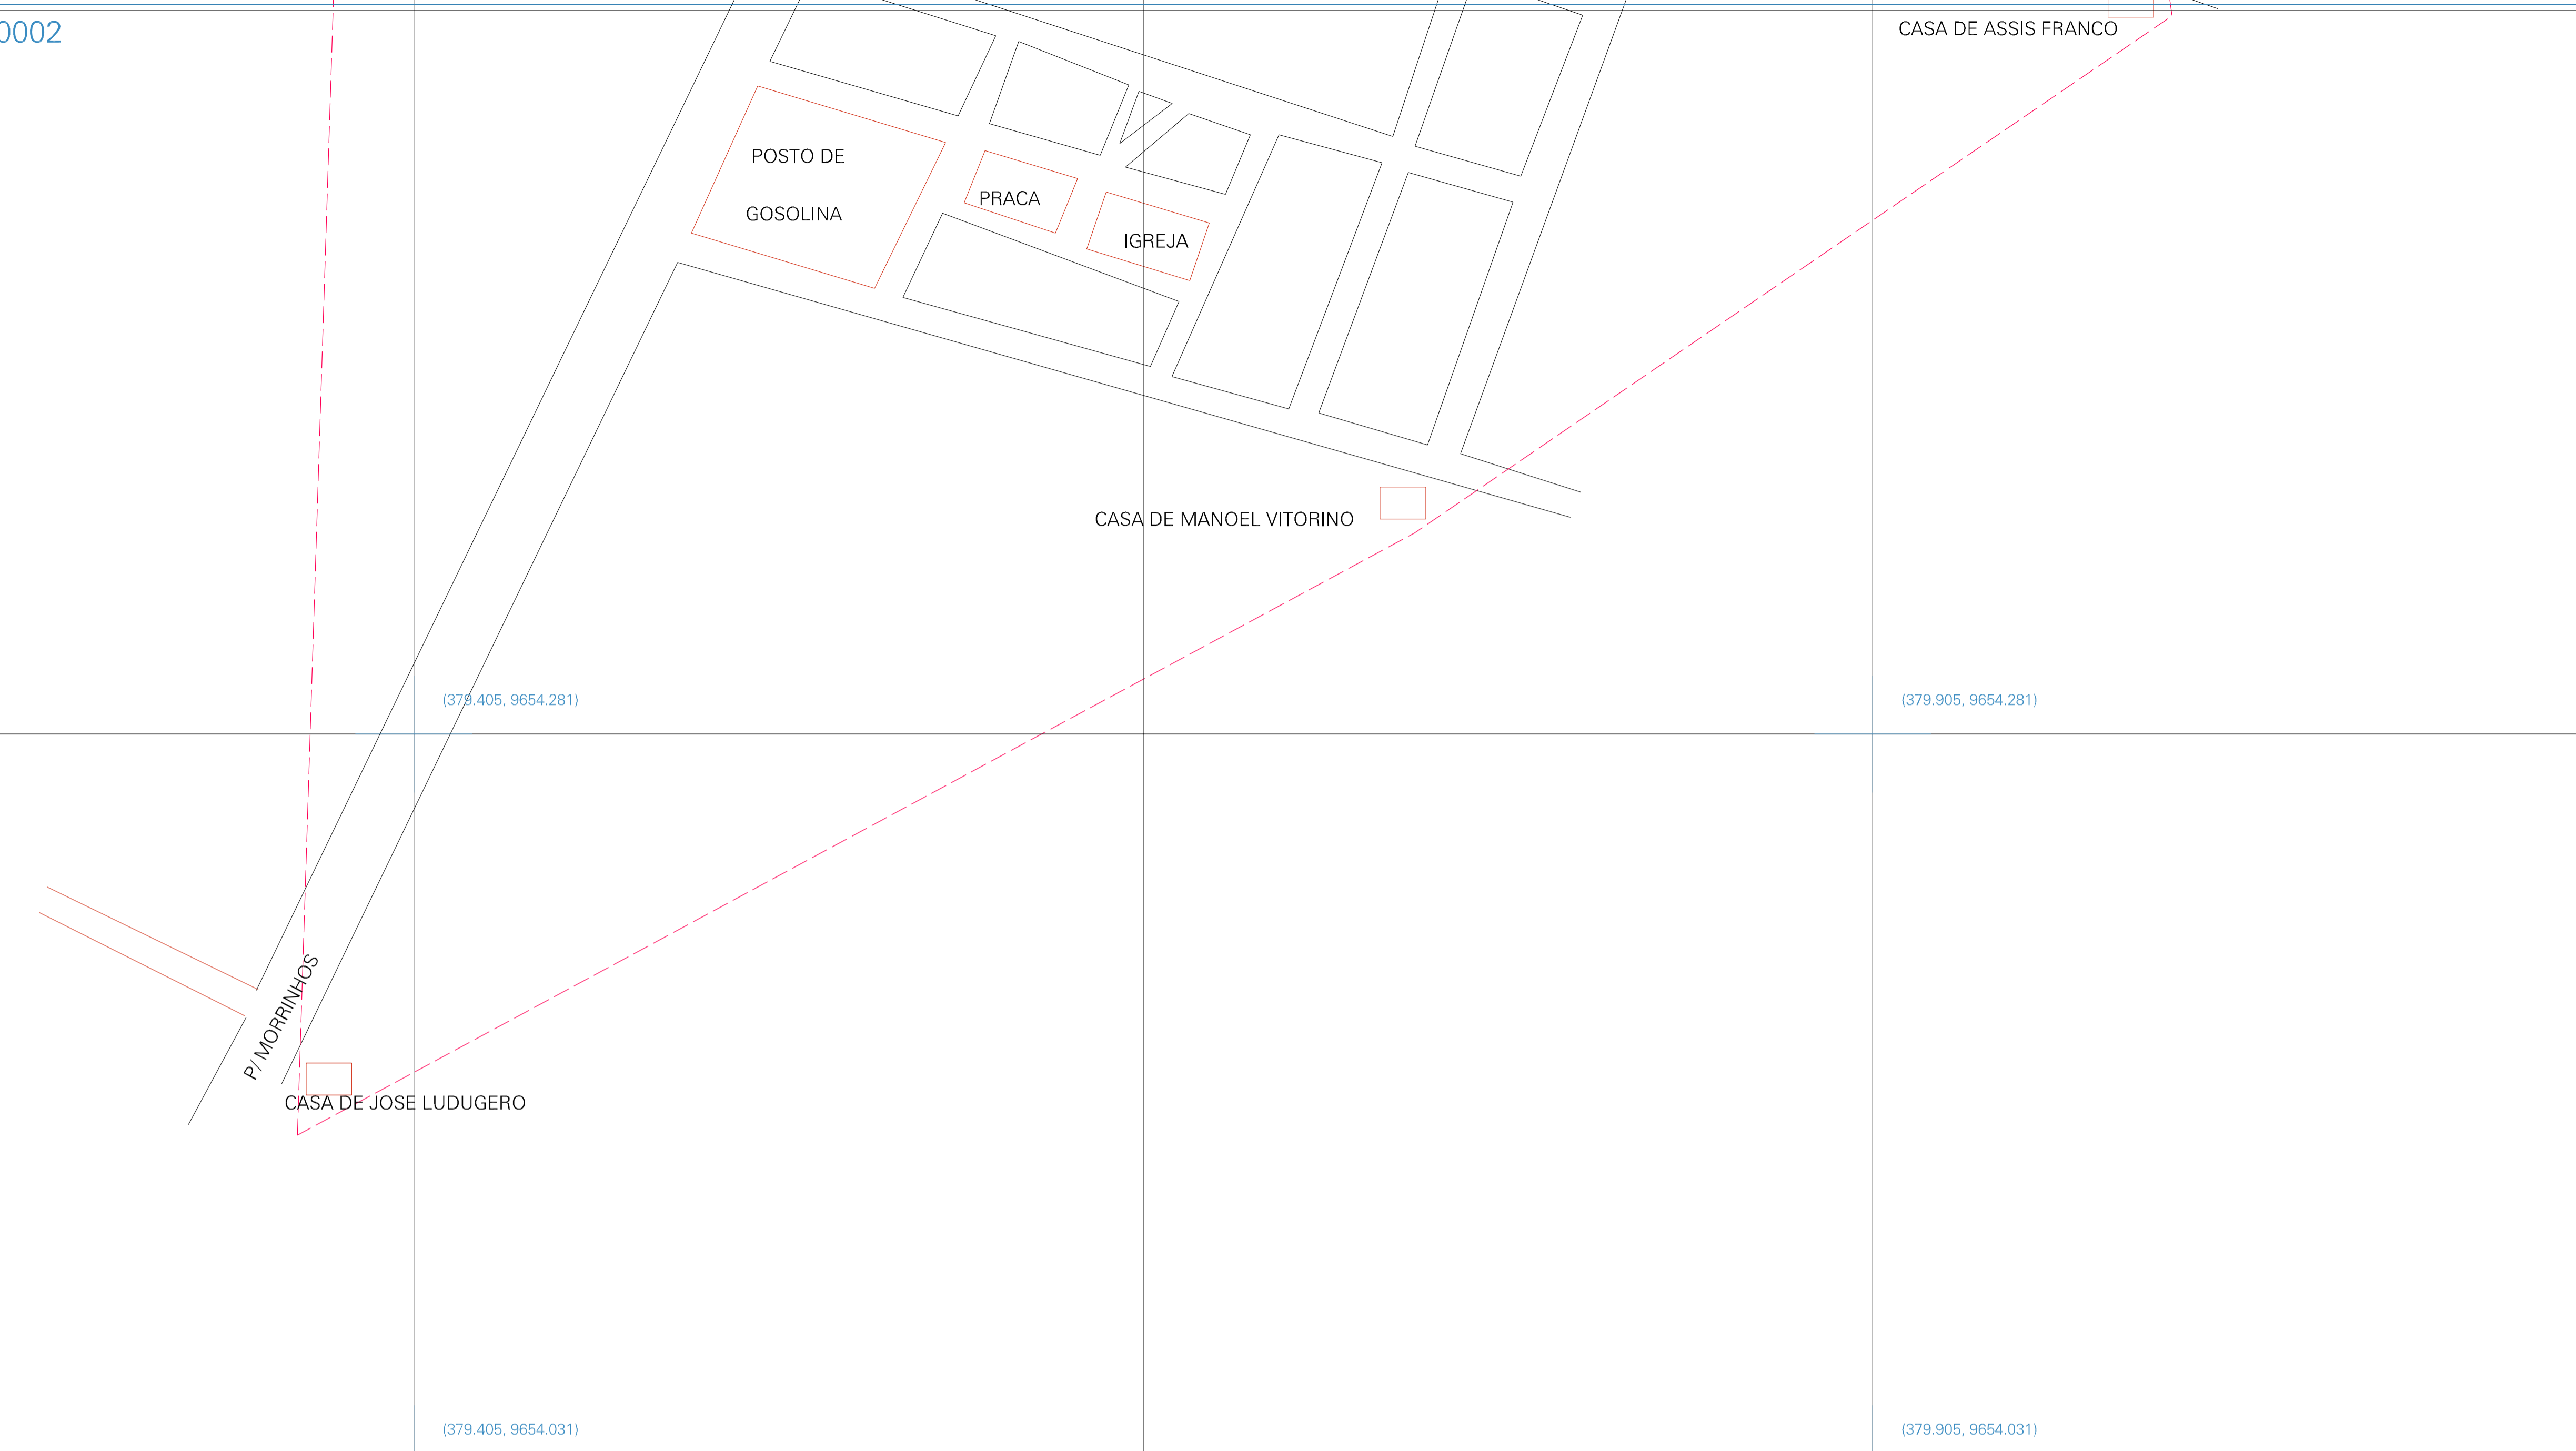 0002
CASA DE ASSIS FRANCO
POSTO DE
GOSOLINA
PRACA
IGREJA
CASA DE MANOEL VITORINO
(379.405, 9654.281)
(379.905, 9654.281)
P/ MORRINHOS
CASA DE JOSE LUDUGERO
(379.405, 9654.031)
(379.905, 9654.031)